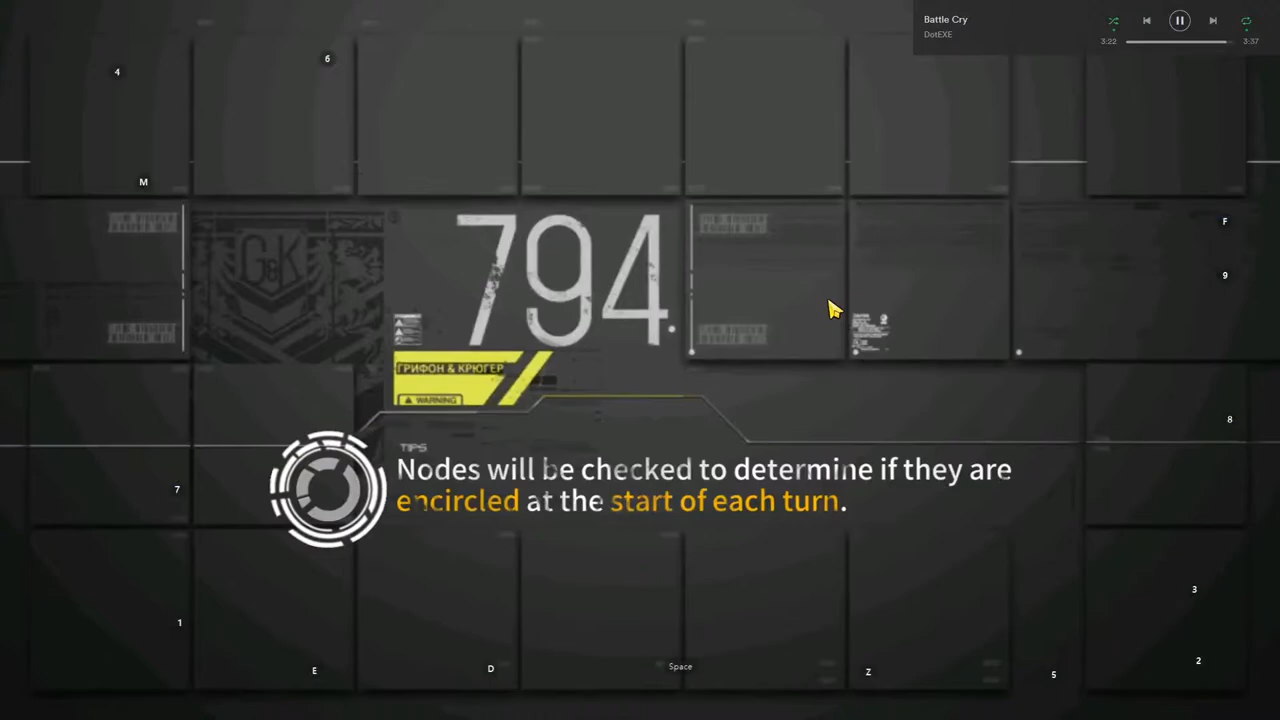 Battle Cry
DotEXE
3:22
3:37
4
6
M
F
9
G&K
794.
ГРИФОН & КРЮГЕР
WARNING
8
TIPS
Nodes will be checked to determine if they are
encircled at the start of each turn.
7
3
1
E
D
Space
Z
5
2